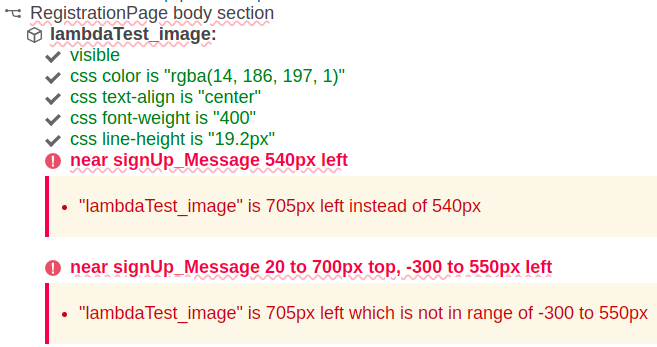 RegistrationPage body section
lambdaTest_image:
visible
css color is "rgba(14, 186, 197, 1)"
css text-align is "center"
css font-weight is "400"
css line-height is "19.2px"
near signUp_Message 540px left
• "lambdaTest_image" is 705px left instead of 540px
near signUp_Message 20 to 700px top, -300 to 550px left
• "lambdaTest_image" is 705px left which is not in range of -300 to 550px